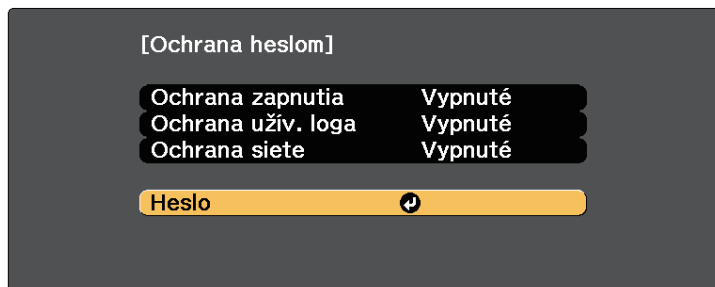 [Ochrana heslom]
Ochrana zapnutia Vypnuté
Ochrana užív. loga Vypnuté
Ochrana siete Vypnuté
Heslo